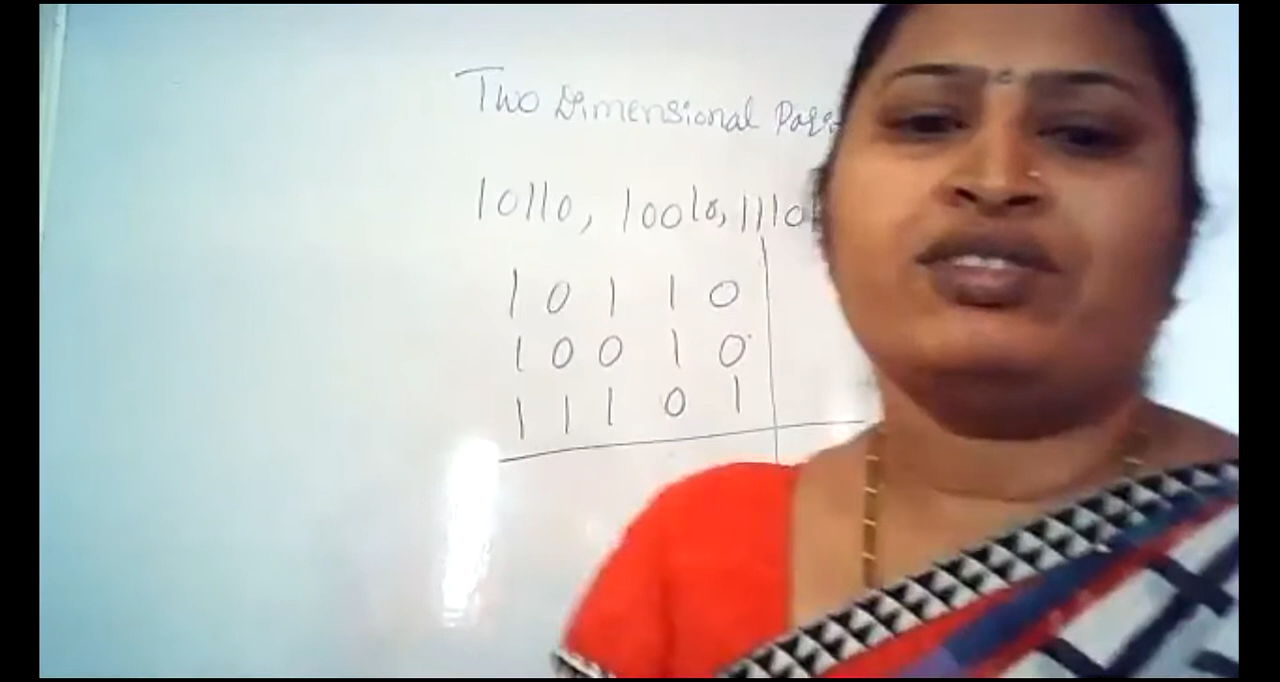 Two Dimensional
10110, 10010, 1110
1 0 1 1 0
1 0 0 1 0
1 1 1 0 1